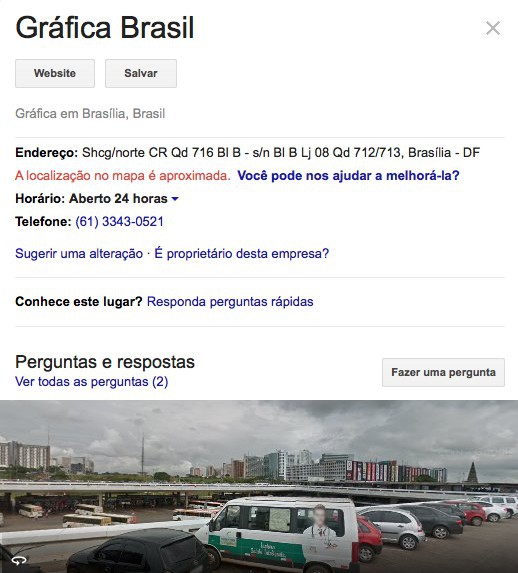 Gráfica Brasil
Website Salvar
Gráfica em Brasília, Brasil
Endereço: Shcg/norte CR Qd 716 Bl B - s/n Bl B Lj 08 Qd 712/713, Brasília - DF
A localização no mapa é aproximada. Você pode nos ajudar a melhorá-la?
Horário: Aberto 24 horas
Telefone: (61) 3343-0521
Sugerir uma alteração · É proprietário desta empresa?
Conhece este lugar? Responda perguntas rápidas
Perguntas e respostas
Ver todas as perguntas (2)
Fazer uma pergunta